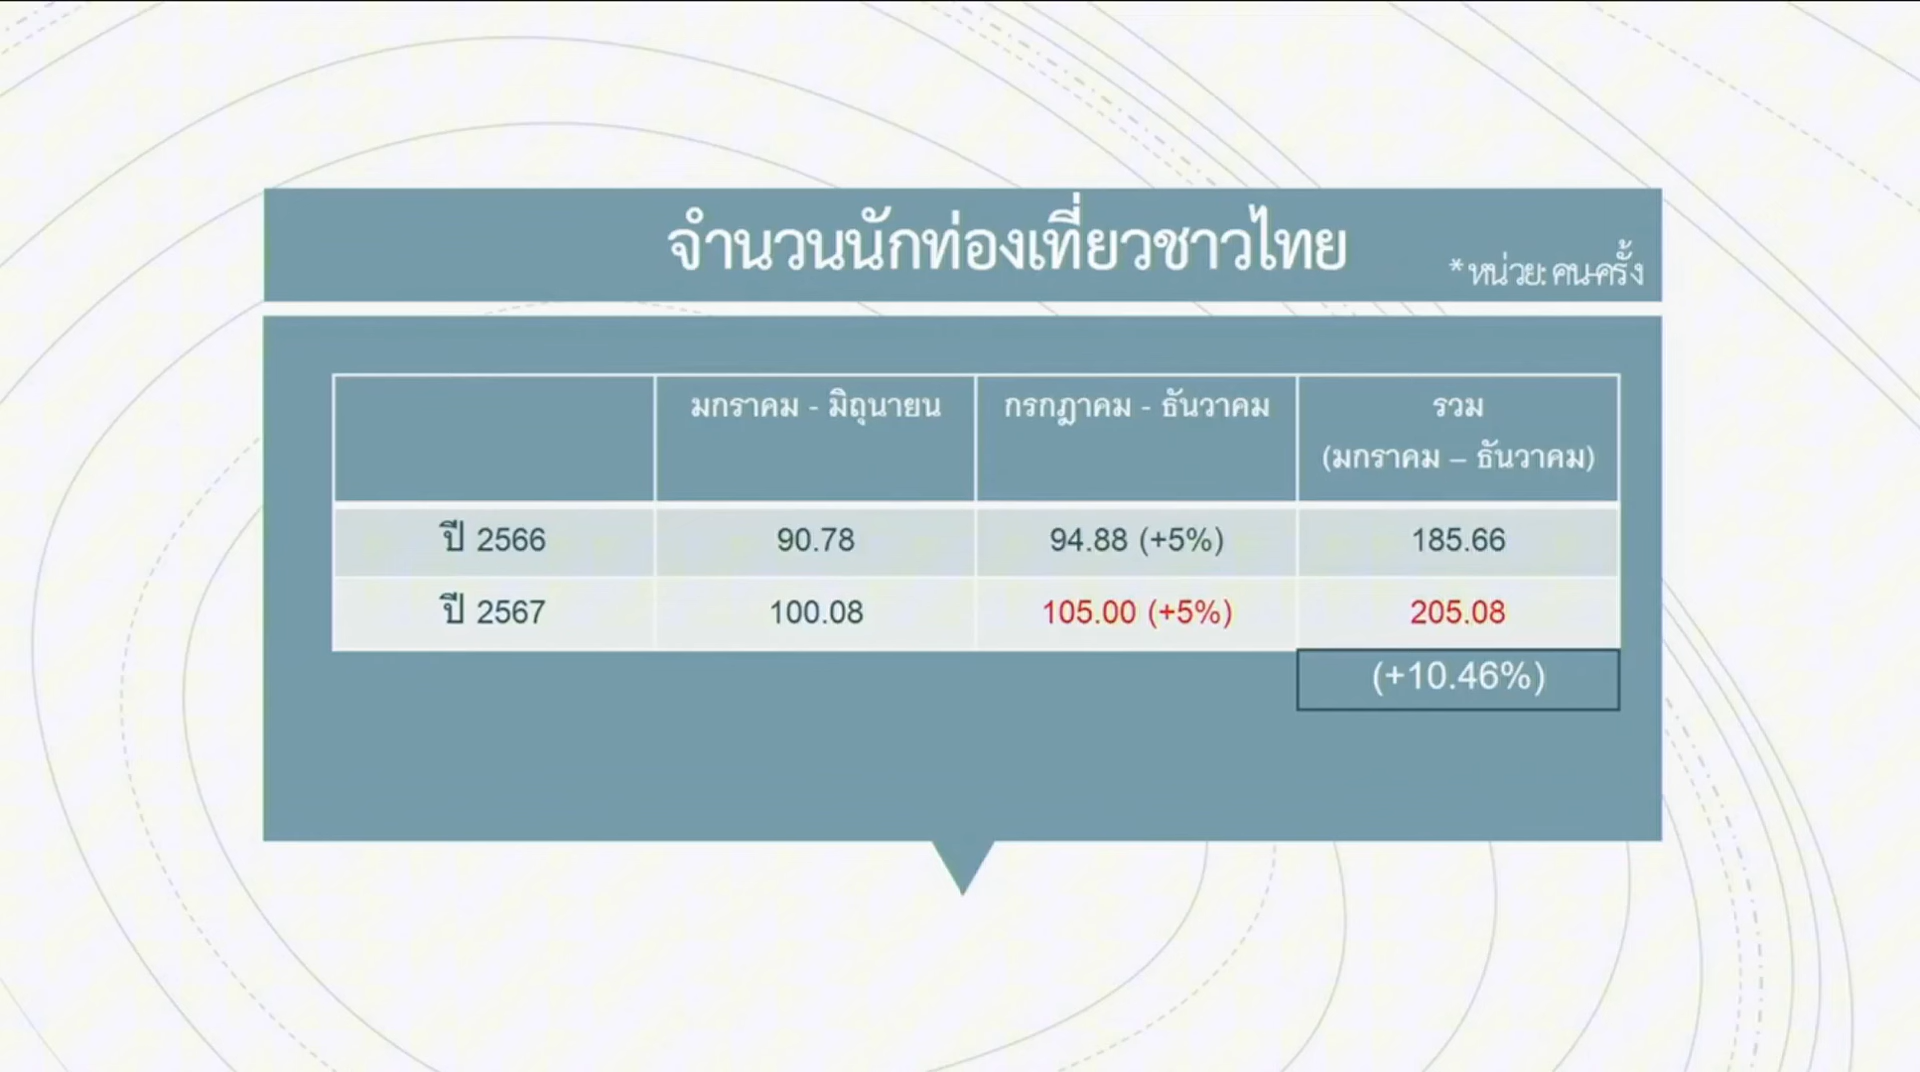 จำนวนนักท่องเที่ยวชาวไทย
*หน่วย: คน-ครั้ง
มกราคม - มิถุนายน กรกฎาคม - ธันวาคม รวม
(มกราคม – ธันวาคม)
ปี 2566 90.78 94.88 (+5%) 185.66
ปี 2567 100.08 105.00 (+5%) 205.08
(+10.46%)